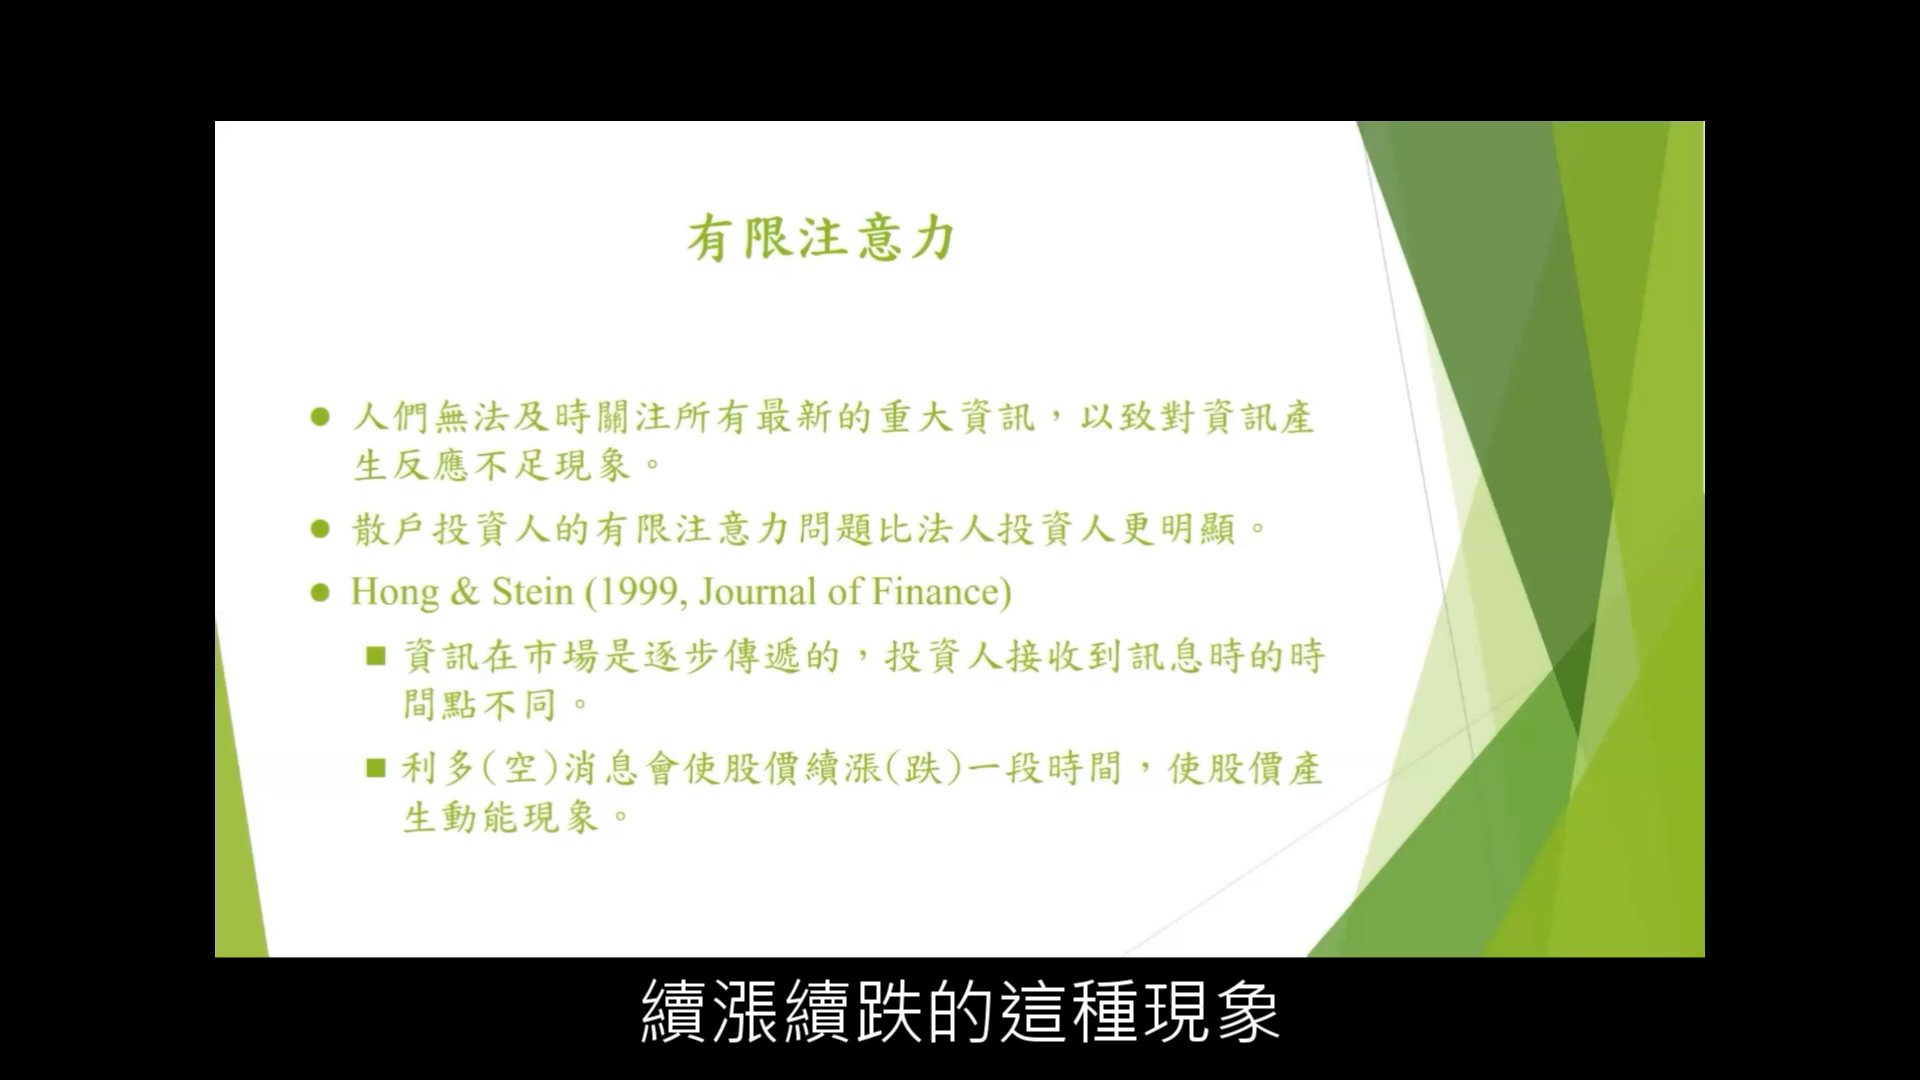 有限注意力
● 人們無法及時關注所有最新的重大資訊，以致對資訊產
生反應不足現象。
● 散戶投資人的有限注意力問題比法人投資人更明顯。
● Hong & Stein (1999, Journal of Finance)
■ 資訊在市場是逐步傳遞的，投資人接收到訊息時的時
間點不同。
■ 利多(空)消息會使股價續漲(跌)一段時間，使股價產
生動能現象。
續漲續跌的這種現象